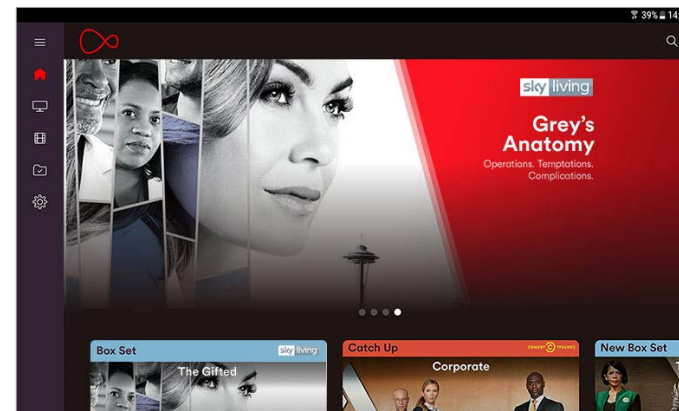 39% 14:
sky living
Grey's
Anatomy
Operations. Temptations.
Complications.
Box Set
sky living
Catch Up
COMEDY CENTRAL
New Box Set
The Gifted
Corporate